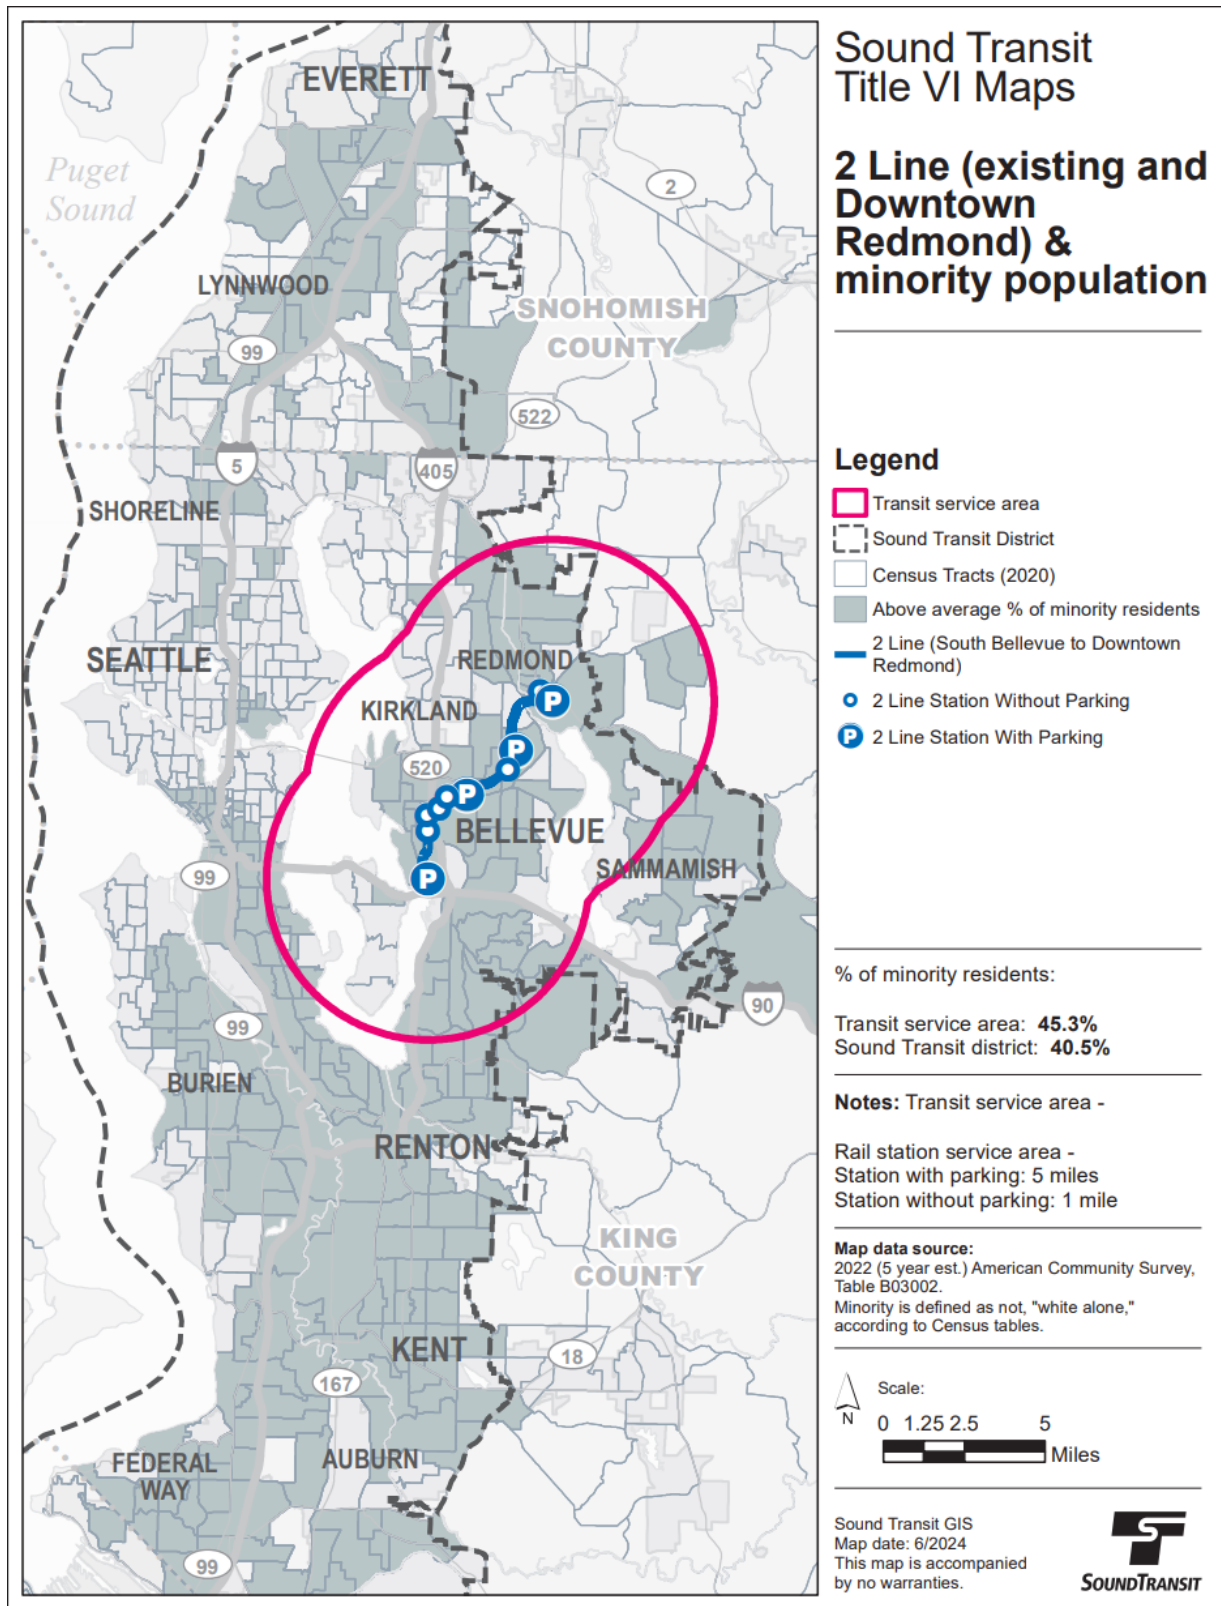 Sound Transit
Title VI Maps
2 Line (existing and
Downtown
Redmond) &
minority population
Legend
Transit service area
Sound Transit District
Census Tracts (2020)
Above average % of minority residents
2 Line (South Bellevue to Downtown
Redmond)
2 Line Station Without Parking
P 2 Line Station With Parking
% of minority residents:
Transit service area: 45.3%
Sound Transit district: 40.5%
Notes: Transit service area -
Rail station service area -
Station with parking: 5 miles
Station without parking: 1 mile
Map data source:
2022 (5 year est.) American Community Survey,
Table B03002.
Minority is defined as not, "white alone,"
according to Census tables.
N
Scale:
0 1.25 2.5 5
Miles
Sound Transit GIS
Map date: 6/2024
This map is accompanied
by no warranties.
SOUNDTRANSIT
EVERETT
Puget
Sound
2
LYNNWOOD
SNOHOMISH
COUNTY
99
522
5
405
SHORELINE
SEATTLE
REDMOND
P
KIRKLAND
P
520
P
BELLEVUE
SAMMAMISH
99
P
90
99
BURIEN
RENTON
KING
COUNTY
KENT
18
167
AUBURN
FEDERAL
WAY
99